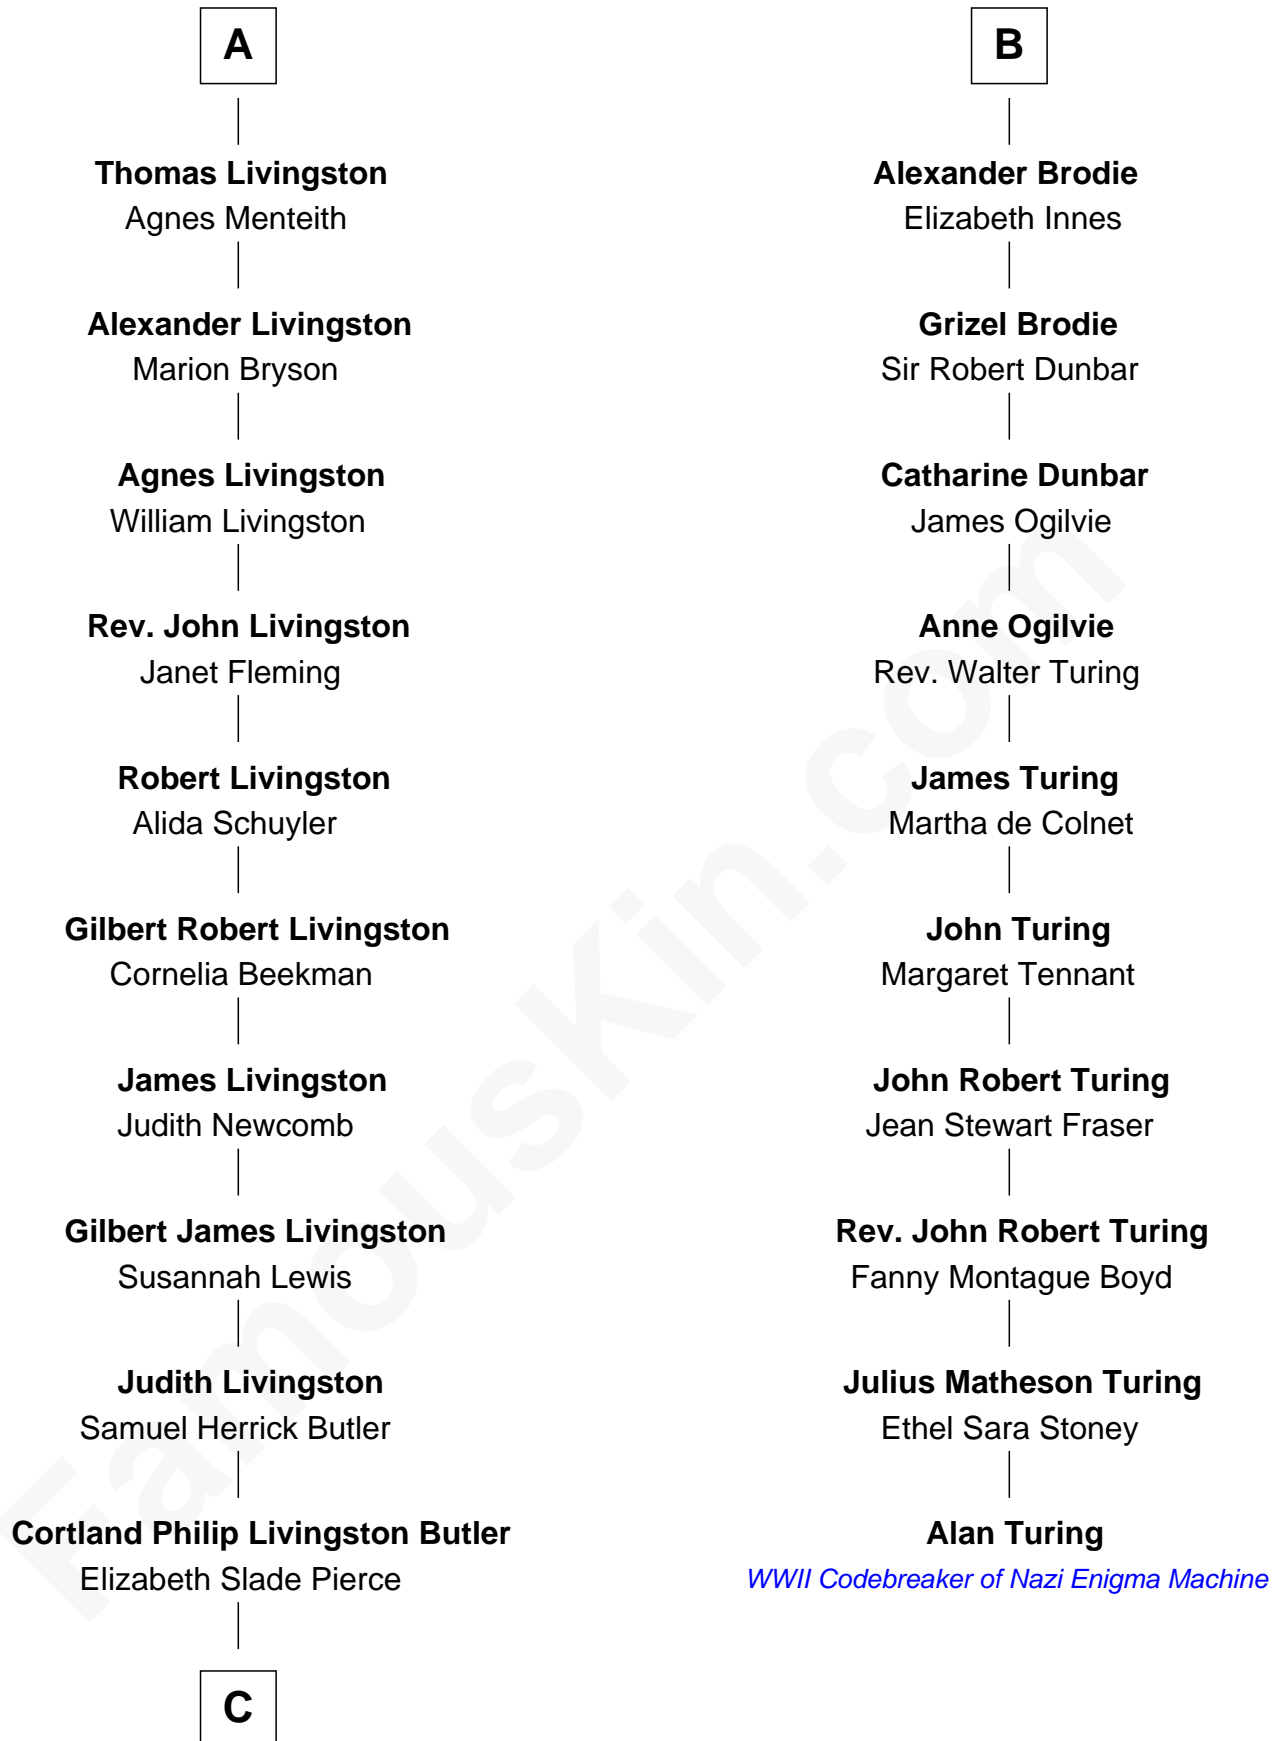 A
Thomas Livingston
Agnes Menteith
Alexander Livingston
Marion Bryson
Agnes Livingston
William Livingston
Rev. John Livingston
Janet Fleming
Robert Livingston
Alida Schuyler
Gilbert Robert Livingston
Cornelia Beekman
James Livingston
Judith Newcomb
Gilbert James Livingston
Susannah Lewis
Judith Livingston
Samuel Herrick Butler
Cortland Philip Livingston Butler
Elizabeth Slade Pierce
C
B
Alexander Brodie
Elizabeth Innes
Grizel Brodie
Sir Robert Dunbar
Catharine Dunbar
James Ogilvie
Anne Ogilvie
Rev. Walter Turing
James Turing
Martha de Colnet
John Turing
Margaret Tennant
John Robert Turing
Jean Stewart Fraser
Rev. John Robert Turing
Fanny Montague Boyd
Julius Matheson Turing
Ethel Sara Stoney
Alan Turing
WWII Codebreaker of Nazi Enigma Machine
FamousKin.com